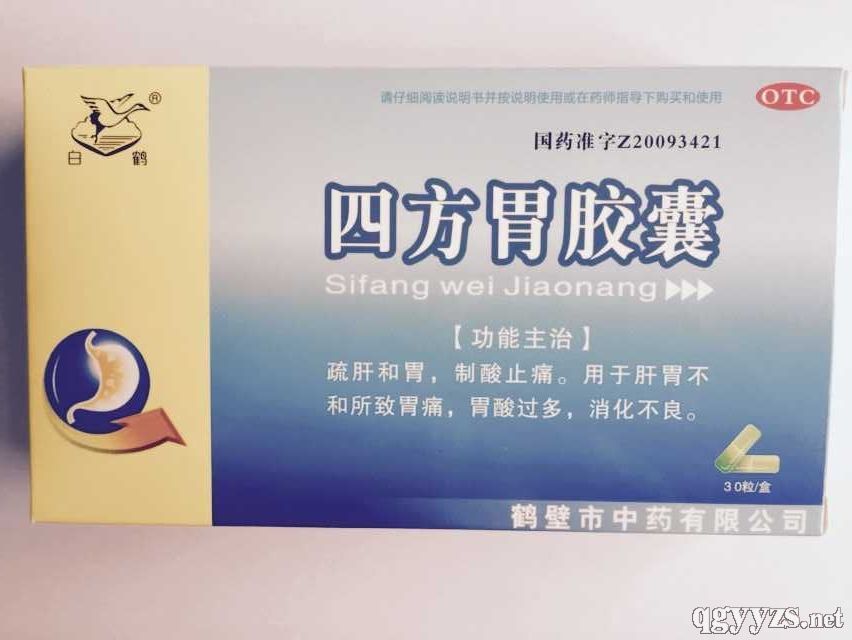 白鹤
®
请仔细阅读说明书并按说明使用或在药师指导下购买和使用
OTC
国药准字Z20093421
四方胃胶囊
Sifang wei Jiaonang
【功能主治】
疏肝和胃，制酸止痛。用于肝胃不
和所致胃痛，胃酸过多，消化不良。
30粒/盒
鹤壁市中药有限公司
qgyyzs.net